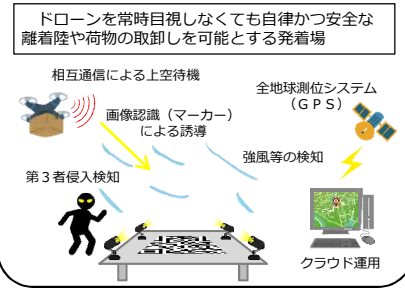 ドローンを常時目視しなくても自律かつ安全な
離着陸や荷物の取卸しを可能とする発着場
相互通信による上空待機
全地球測位システム
（ＧＰＳ）
画像認識（マーカー）
による誘導
強風等の検知
第３者侵入検知
クラウド運用